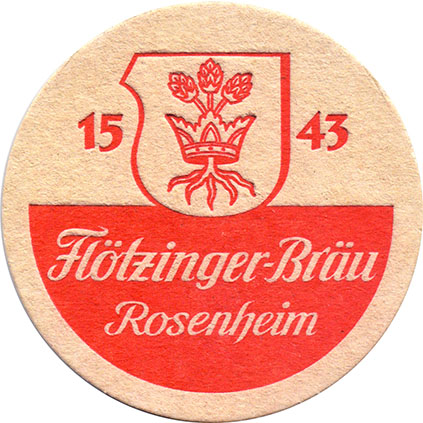 15 43
Flötzinger-Bräu
Rosenheim